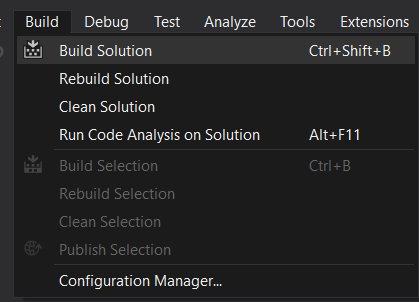 Build Debug Test Analyze Tools Extensions
Build Solution Ctrl+Shift+B
Rebuild Solution
Clean Solution
Run Code Analysis on Solution Alt+F11
Build Selection Ctrl+B
Rebuild Selection
Clean Selection
Publish Selection
Configuration Manager...